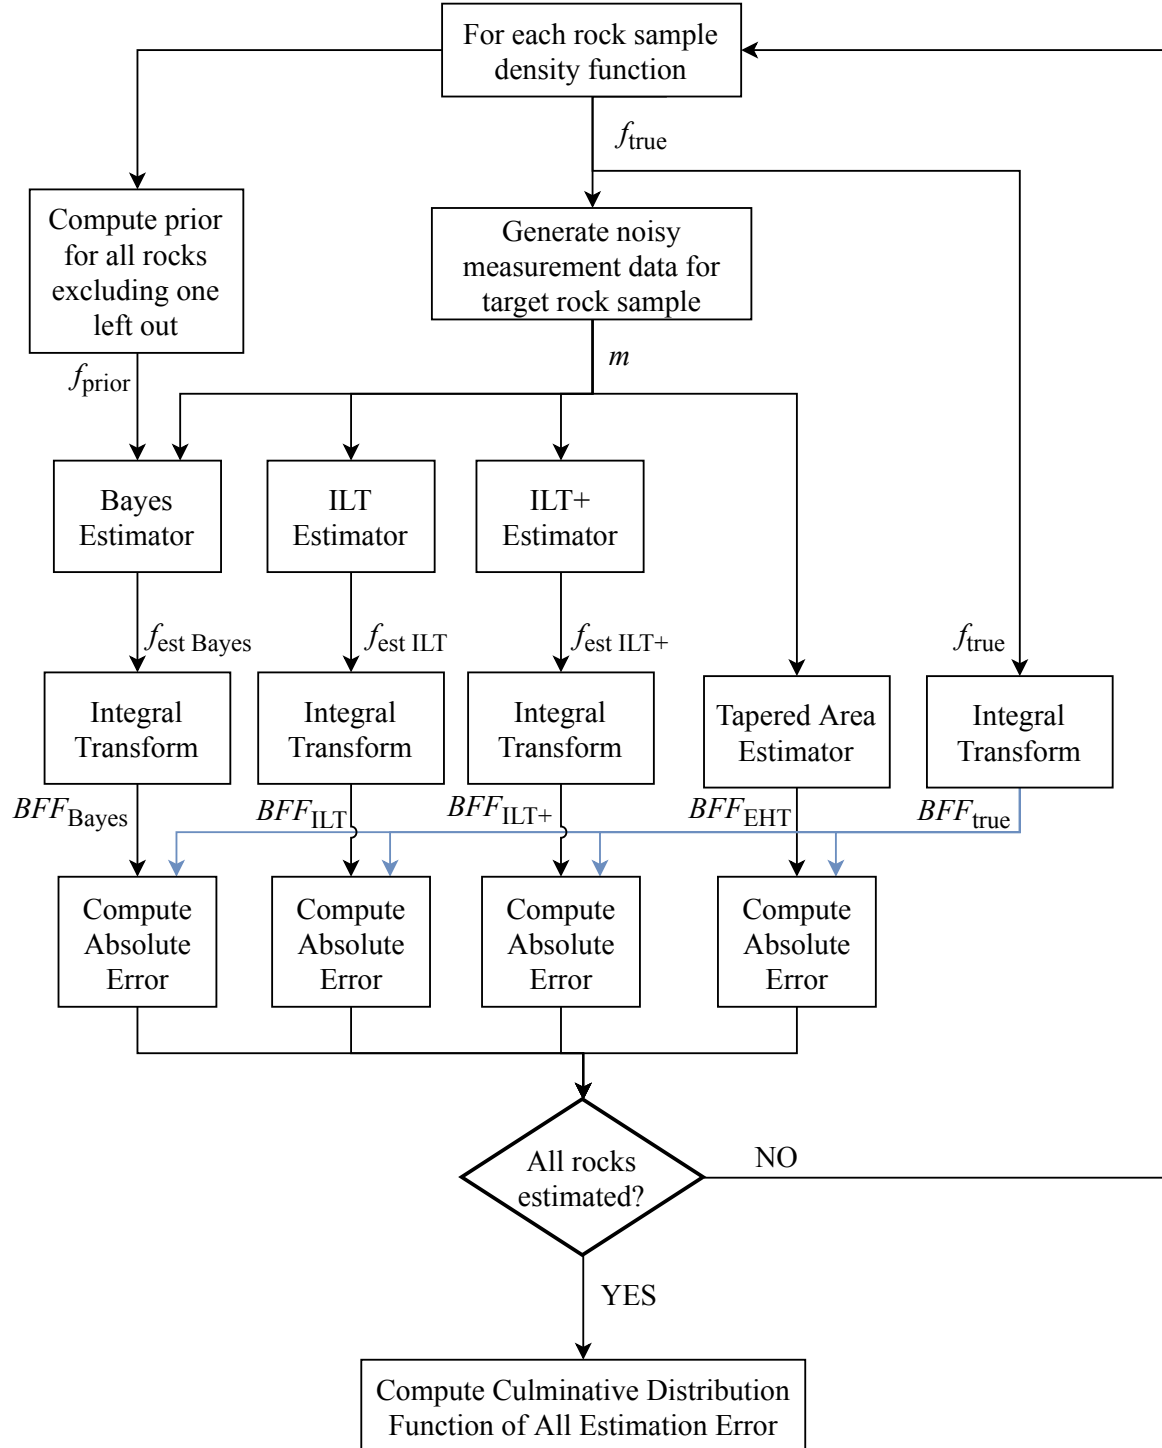 For each rock sample
density function
f_true
Compute prior
for all rocks
excluding one
left out
Generate noisy
measurement data for
target rock sample
f_prior
m
Bayes
Estimator
ILT
Estimator
ILT+
Estimator
f_est Bayes
f_est ILT
f_est ILT+
f_true
Integral
Transform
Integral
Transform
Integral
Transform
Tapered Area
Estimator
Integral
Transform
BFF_Bayes
BFF_ILT
BFF_ILT+
BFF_EHT
BFF_true
Compute
Absolute
Error
Compute
Absolute
Error
Compute
Absolute
Error
Compute
Absolute
Error
All rocks
estimated?
NO
YES
Compute Culminative Distribution
Function of All Estimation Error